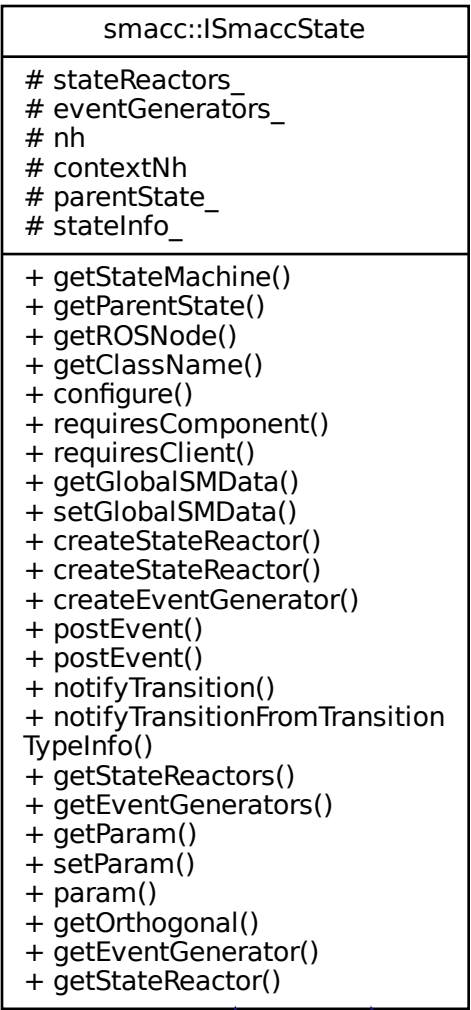 smacc::ISmaccState
# stateReactors_
# eventGenerators_
# nh
# contextNh
# parentState_
# stateInfo_
+ getStateMachine()
+ getParentState()
+ getROSNode()
+ getClassName()
+ configure()
+ requiresComponent()
+ requiresClient()
+ getGlobalSMData()
+ setGlobalSMData()
+ createStateReactor()
+ createStateReactor()
+ createEventGenerator()
+ postEvent()
+ postEvent()
+ notifyTransition()
+ notifyTransitionFromTransition
TypeInfo()
+ getStateReactors()
+ getEventGenerators()
+ getParam()
+ setParam()
+ param()
+ getOrthogonal()
+ getEventGenerator()
+ getStateReactor()